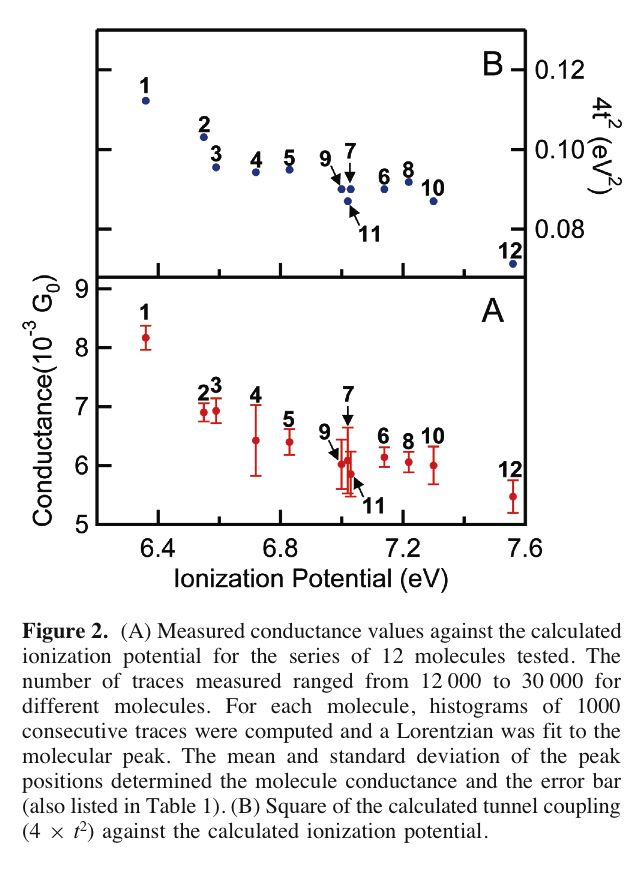 B
1
2
3
4
5
9
7
6
8
10
11
12
0.12
0.10
0.08
4t² (eV²)
A
1
2
3
4
5
9
7
6
8
10
11
12
9
8
7
6
5
Conductance(10⁻³ G₀)
6.4 6.8 7.2 7.6
Ionization Potential (eV)
Figure 2. (A) Measured conductance values against the calculated
ionization potential for the series of 12 molecules tested. The
number of traces measured ranged from 12 000 to 30 000 for
different molecules. For each molecule, histograms of 1000
consecutive traces were computed and a Lorentzian was fit to the
molecular peak. The mean and standard deviation of the peak
positions determined the molecule conductance and the error bar
(also listed in Table 1). (B) Square of the calculated tunnel coupling
(4 × t²) against the calculated ionization potential.